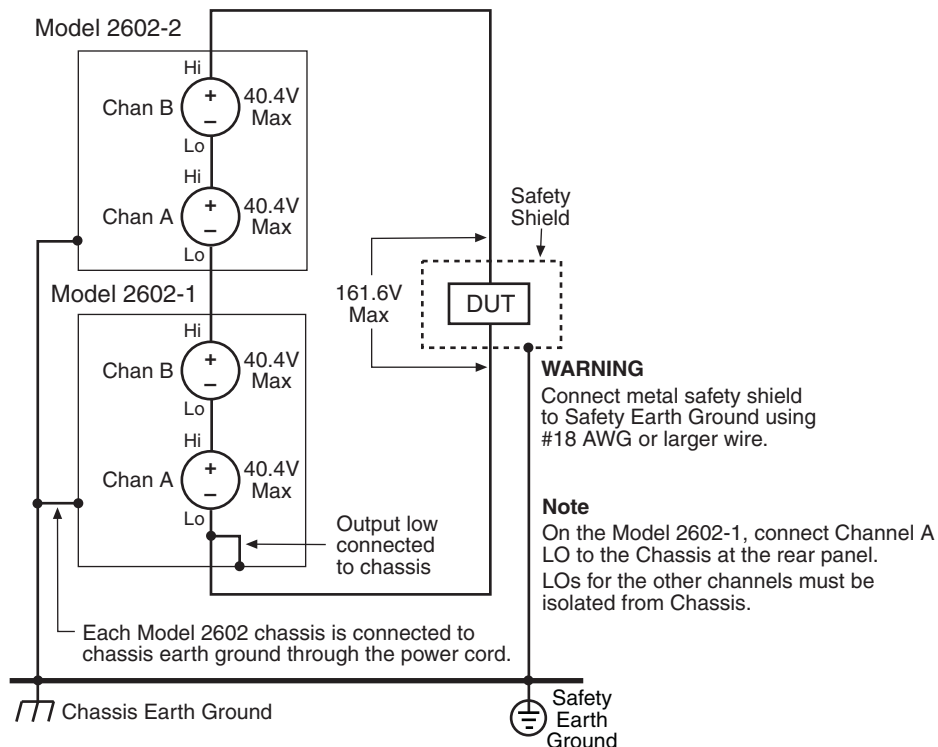 Model 2602-2
Hi
Chan B
+
−
40.4V
Max
Lo
Hi
Chan A
+
−
40.4V
Max
Lo
Model 2602-1
Hi
Chan B
+
−
40.4V
Max
Lo
Hi
Chan A
+
−
40.4V
Max
Lo
Output low
connected
to chassis
161.6V
Max
Safety
Shield
DUT
WARNING
Connect metal safety shield
to Safety Earth Ground using
#18 AWG or larger wire.
Note
On the Model 2602-1, connect Channel A
LO to the Chassis at the rear panel.
LOs for the other channels must be
isolated from Chassis.
Each Model 2602 chassis is connected to
chassis earth ground through the power cord.
Chassis Earth Ground
Safety
Earth
Ground